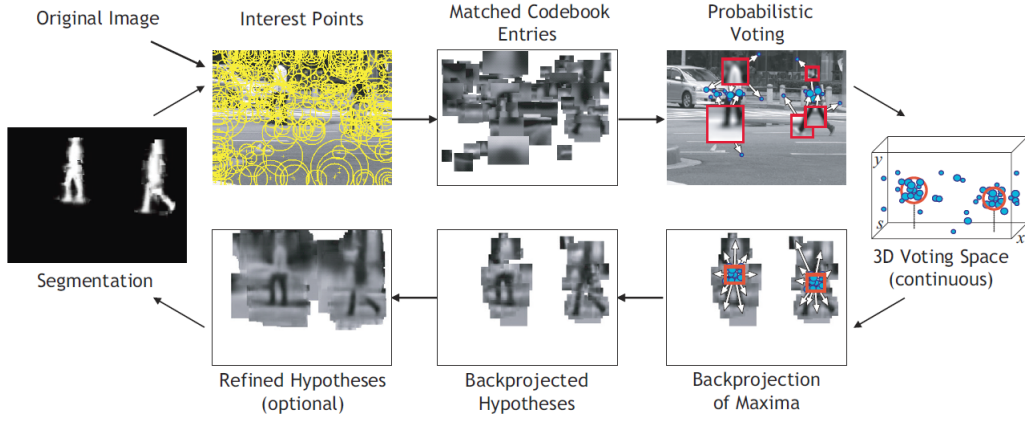 Original Image
Interest Points
Matched Codebook
Entries
Probabilistic
Voting
y
s
x
3D Voting Space
(continuous)
Segmentation
Refined Hypotheses
(optional)
Backprojected
Hypotheses
Backprojection
of Maxima